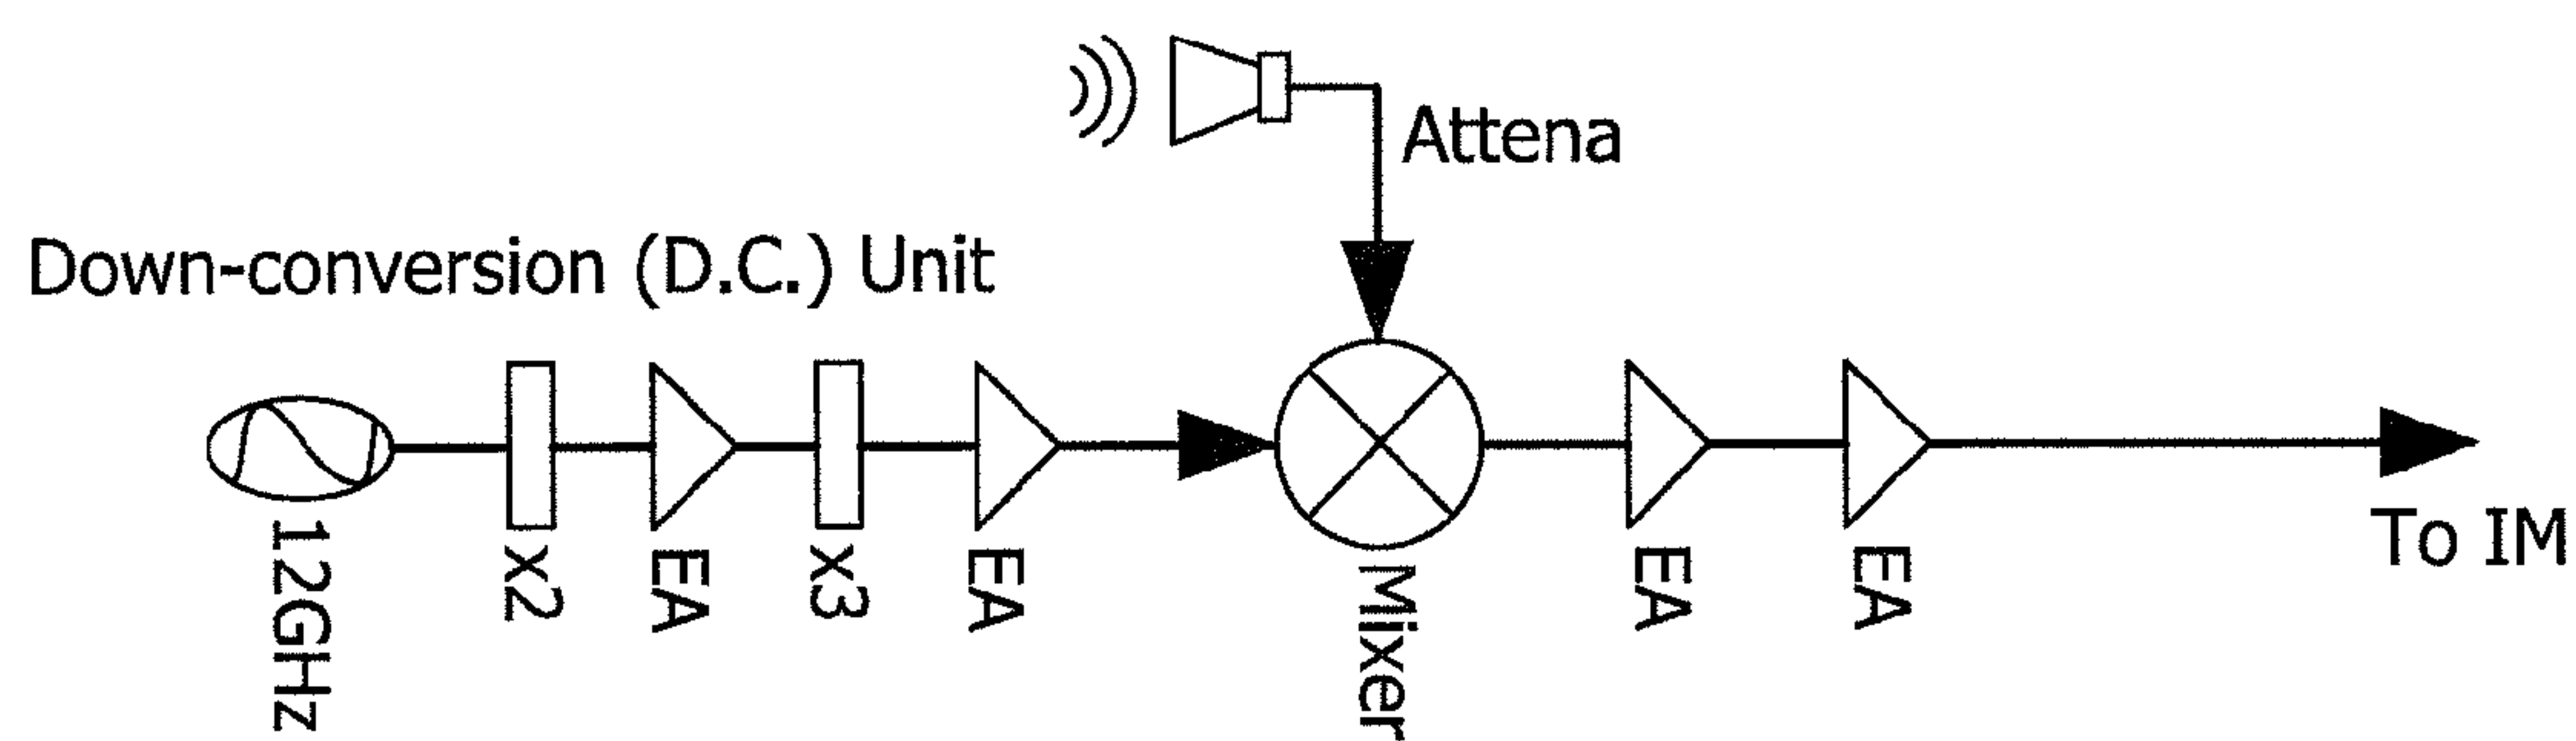 Attena
Down-conversion (D.C.) Unit
12GHz
x2
EA
x3
EA
Mixer
EA
EA
To IM